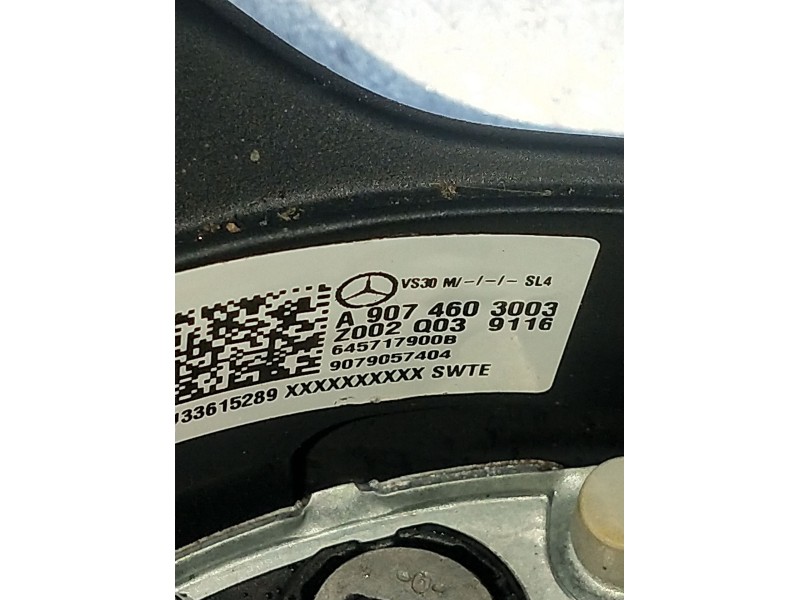 VS30 M/-/-/- SL4
A 907 460 3003
Z002 Q03 9116
645717900B
9079057404
33615289 XXXXXXXXXX SWTE